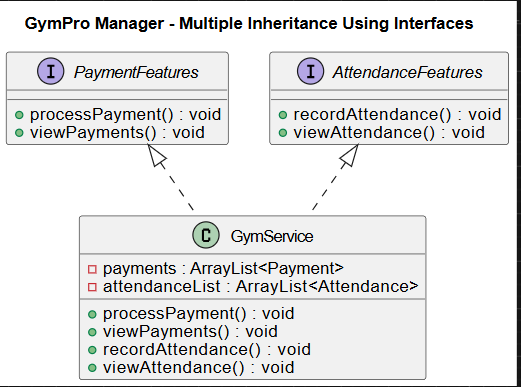 GymPro Manager - Multiple Inheritance Using Interfaces
I PaymentFeatures
processPayment() : void
viewPayments() : void
I AttendanceFeatures
recordAttendance() : void
viewAttendance() : void
C GymService
payments : ArrayList<Payment>
attendanceList : ArrayList<Attendance>
processPayment() : void
viewPayments() : void
recordAttendance() : void
viewAttendance() : void